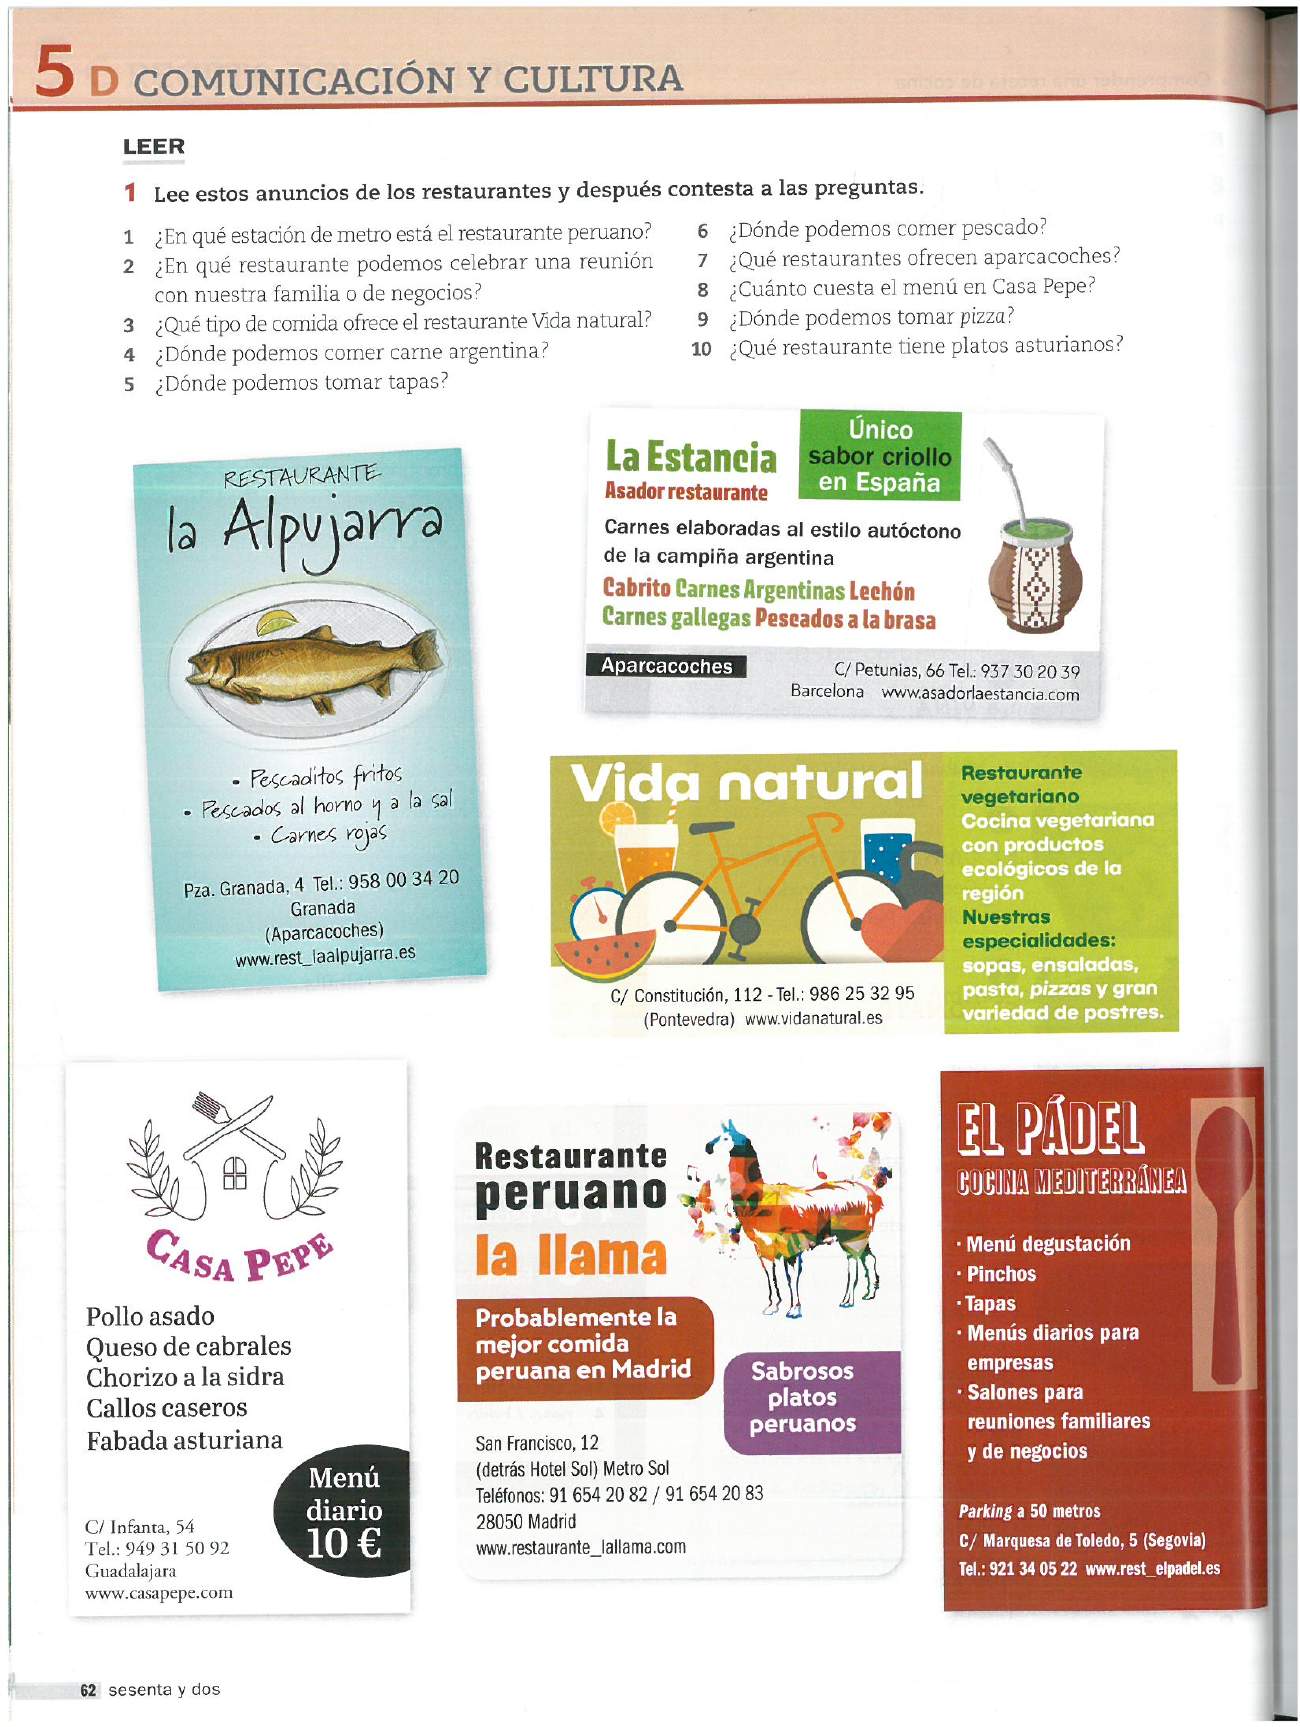 5 D COMUNICACIÓN Y CULTURA
LEER
1 Lee estos anuncios de los restaurantes y después contesta a las preguntas.
1 ¿En qué estación de metro está el restaurante peruano?
2 ¿En qué restaurante podemos celebrar una reunión
con nuestra familia o de negocios?
3 ¿Qué tipo de comida ofrece el restaurante Vida natural?
4 ¿Dónde podemos comer carne argentina?
5 ¿Dónde podemos tomar tapas?
6 ¿Dónde podemos comer pescado?
7 ¿Qué restaurantes ofrecen aparcacoches?
8 ¿Cuánto cuesta el menú en Casa Pepe?
9 ¿Dónde podemos tomar pizza?
10 ¿Qué restaurante tiene platos asturianos?
RESTAURANTE
la Alpujarra
• Pescaditos fritos
• Pescados al horno y a la sal
• Carnes rojas
Pza. Granada, 4 Tel.: 958 00 34 20
Granada
(Aparcacoches)
www.rest_laalpujarra.es
La Estancia
Asador restaurante
Único
sabor criollo
en España
Carnes elaboradas al estilo autóctono
de la campiña argentina
Cabrito Carnes Argentinas Lechón
Carnes gallegas Pescados a la brasa
Aparcacoches
C/ Petunias, 66 Tel.: 937 30 20 39
Barcelona www.asadorlaestancia.com
Vida natural
C/ Constitución, 112 - Tel.: 986 25 32 95
(Pontevedra) www.vidanatural.es
Restaurante
vegetariano
Cocina vegetariana
con productos
ecológicos de la
región
Nuestras
especialidades:
sopas, ensaladas,
pasta, pizzas y gran
variedad de postres.
CASA PEPE
Pollo asado
Queso de cabrales
Chorizo a la sidra
Callos caseros
Fabada asturiana
Menú
diario
10 €
C/ Infanta, 54
Tel.: 949 31 50 92
Guadalajara
www.casapepe.com
Restaurante
peruano
la llama
Probablemente la
mejor comida
peruana en Madrid
Sabrosos
platos
peruanos
San Francisco, 12
(detrás Hotel Sol) Metro Sol
Teléfonos: 91 654 20 82 / 91 654 20 83
28050 Madrid
www.restaurante_lallama.com
EL PÁDEL
COCINA MEDITERRÁNEA
· Menú degustación
· Pinchos
· Tapas
· Menús diarios para
empresas
· Salones para
reuniones familiares
y de negocios
Parking a 50 metros
C/ Marquesa de Toledo, 5 (Segovia)
Tel.: 921 34 05 22 www.rest_elpadel.es
62 sesenta y dos